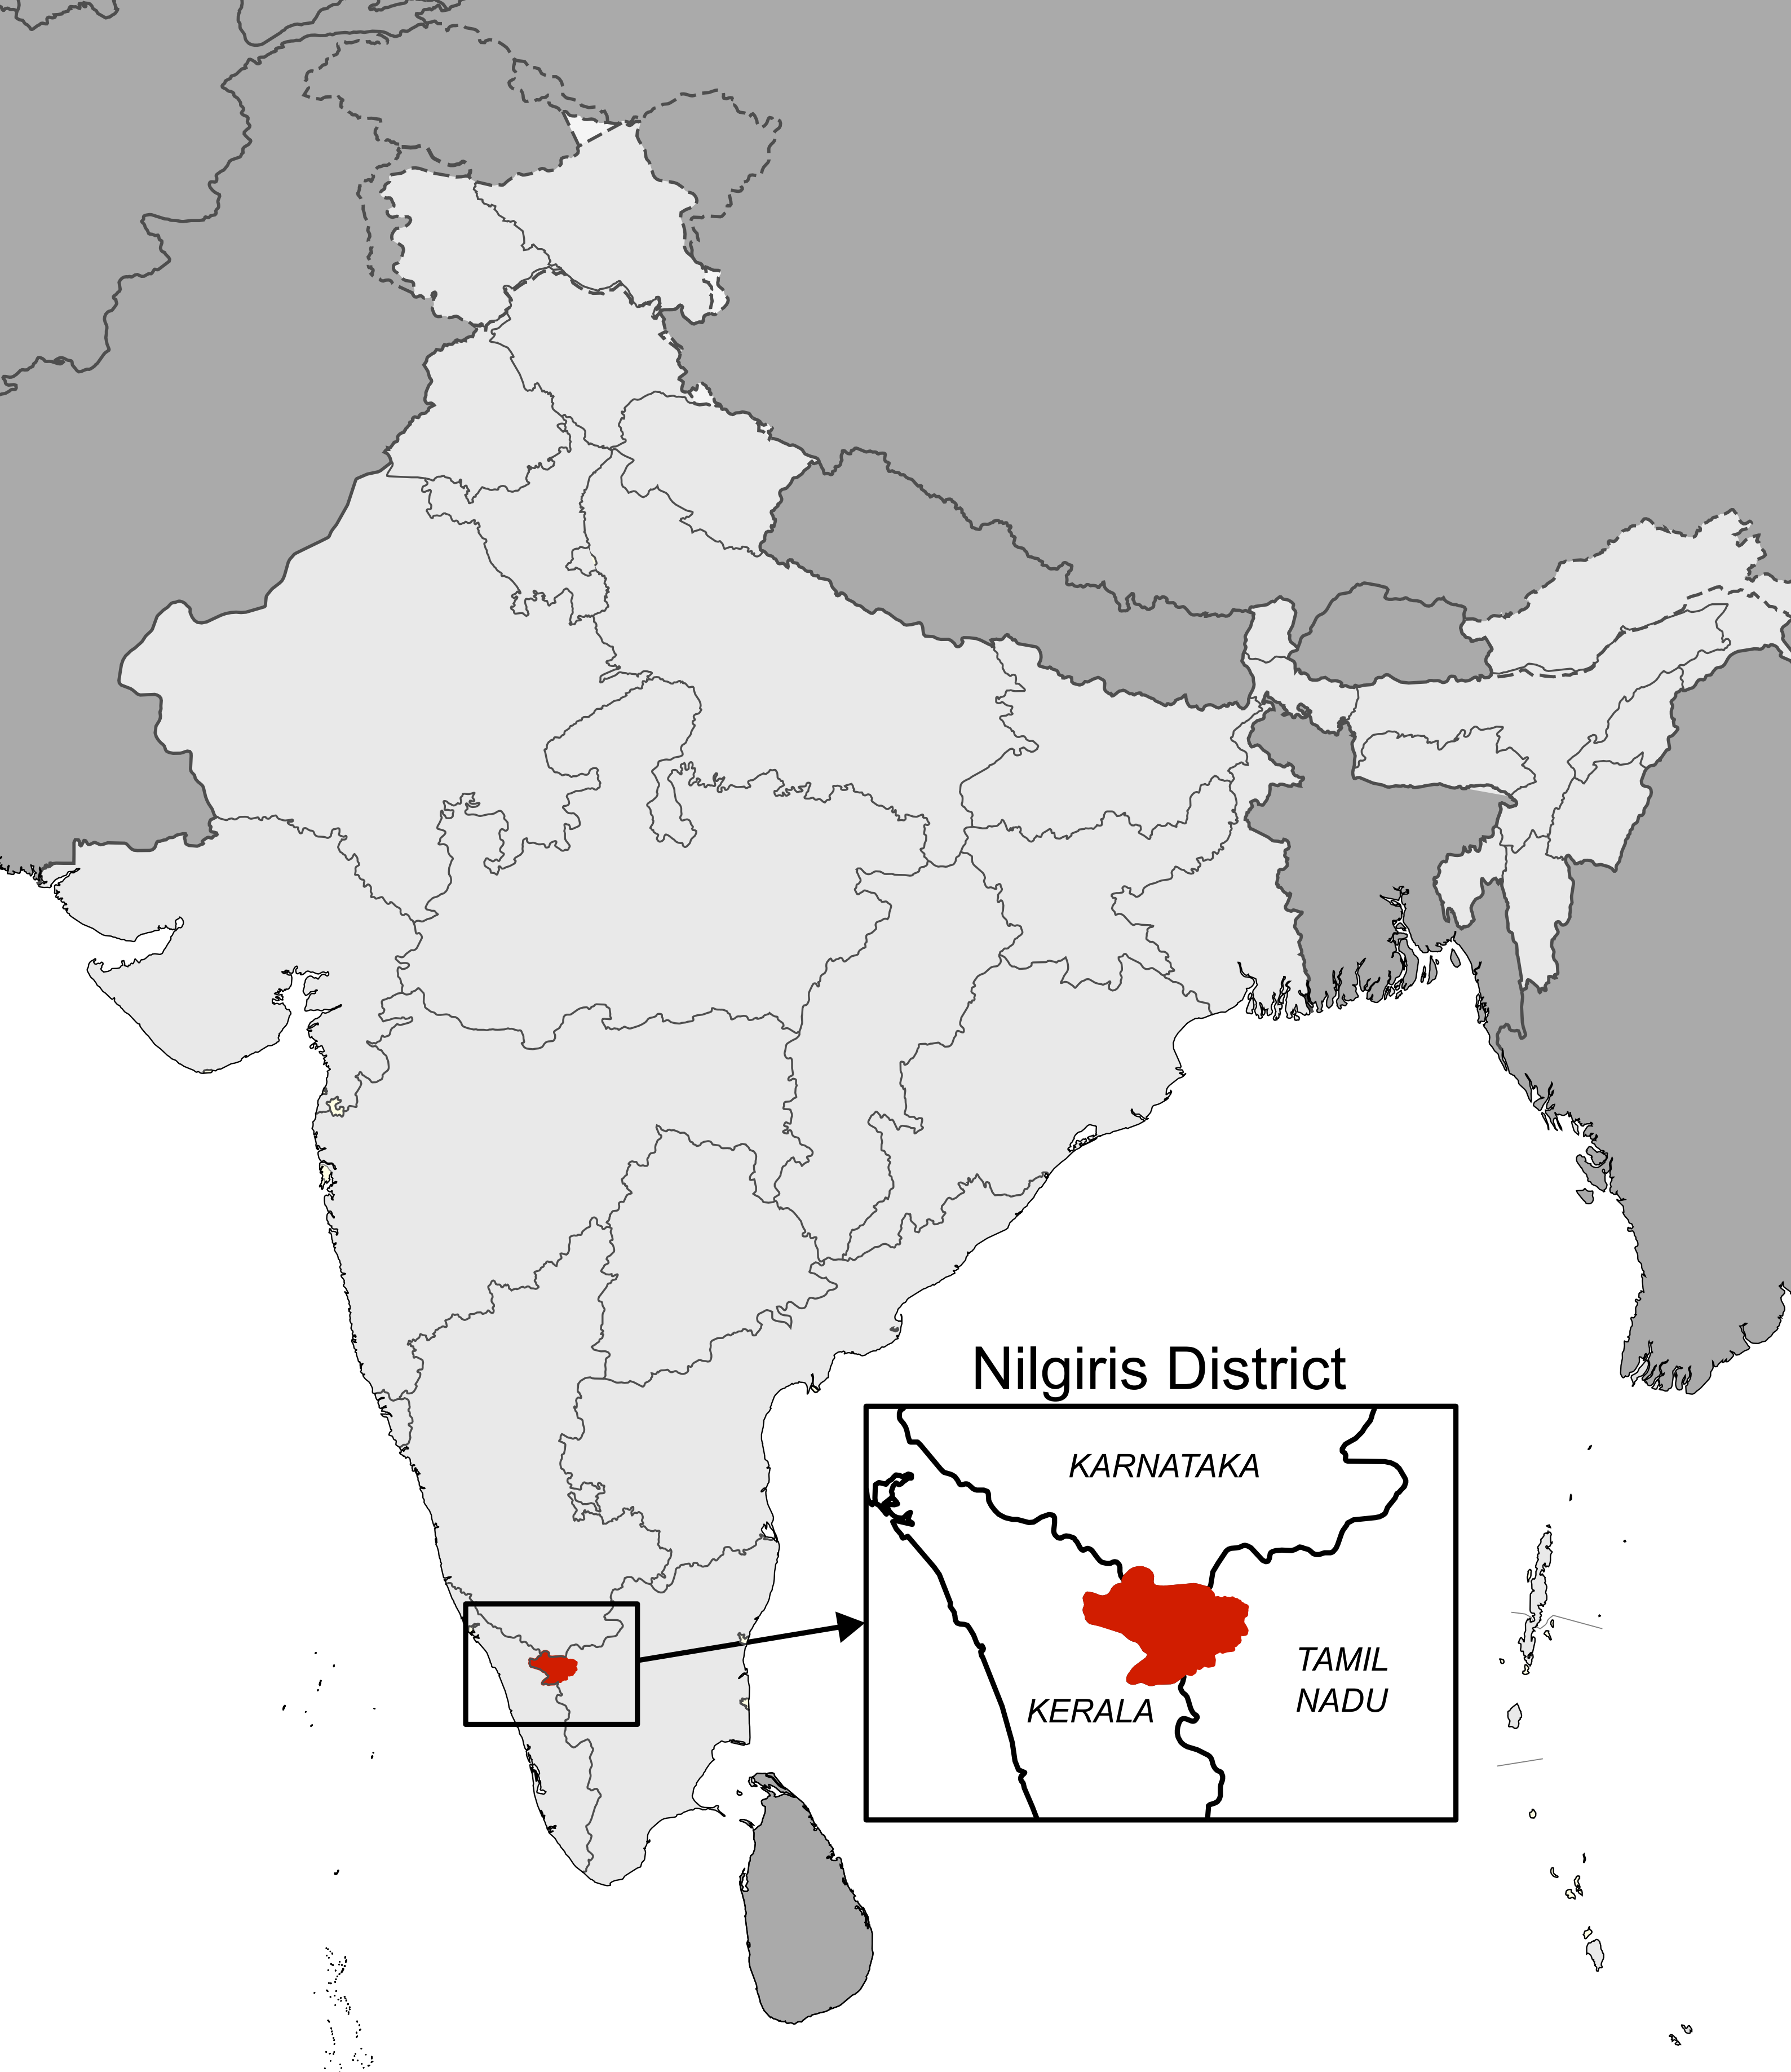 Nilgiris District
KARNATAKA
TAMIL
NADU
KERALA